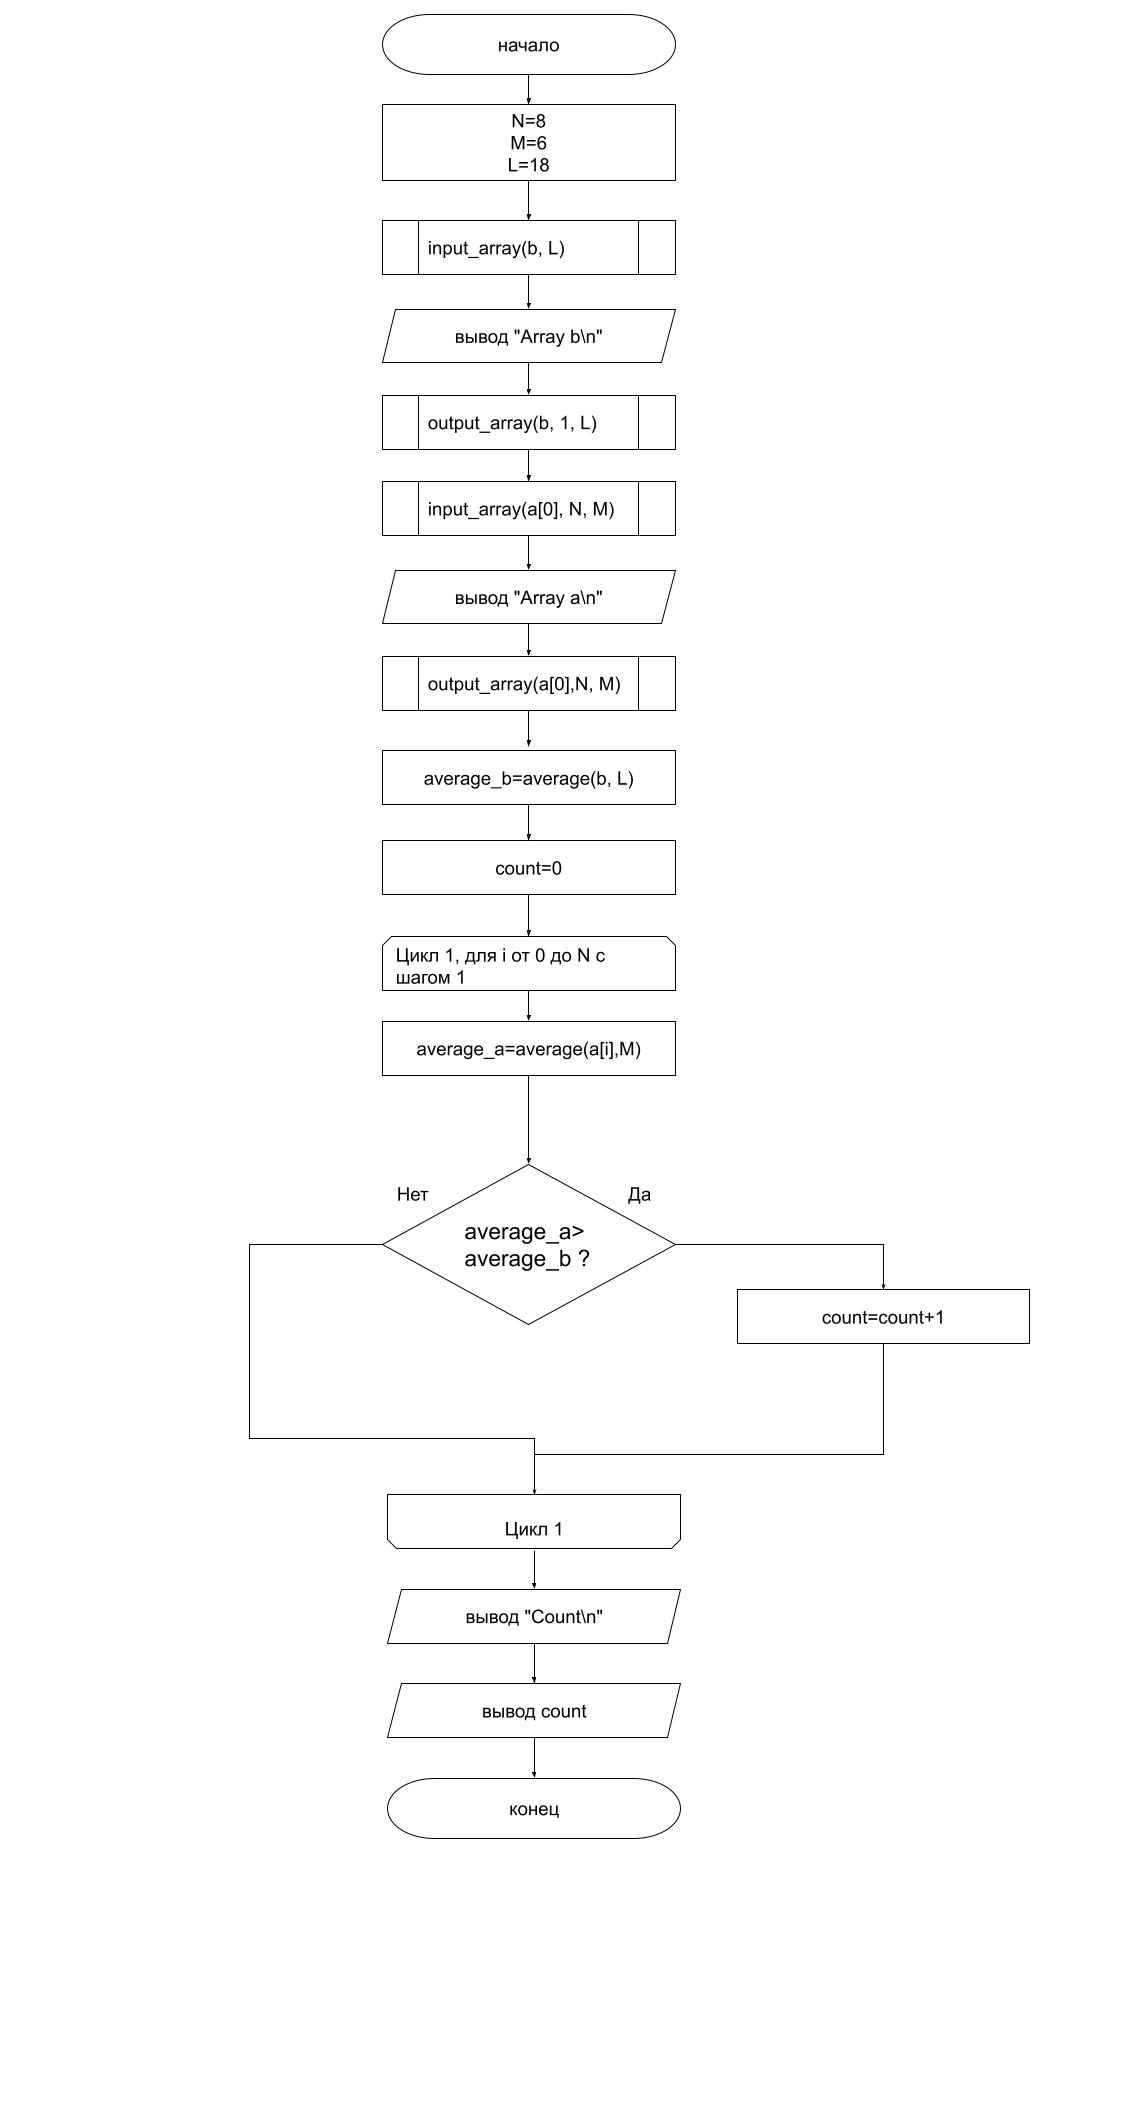 начало
N=8
M=6
L=18
input_array(b, L)
вывод "Array b\n"
output_array(b, 1, L)
input_array(a[0], N, M)
вывод "Array a\n"
output_array(a[0],N, M)
average_b=average(b, L)
count=0
Цикл 1, для i от 0 до N с
шагом 1
average_a=average(a[i],M)
Нет
Да
average_a>
average_b ?
count=count+1
Цикл 1
вывод "Count\n"
вывод count
конец